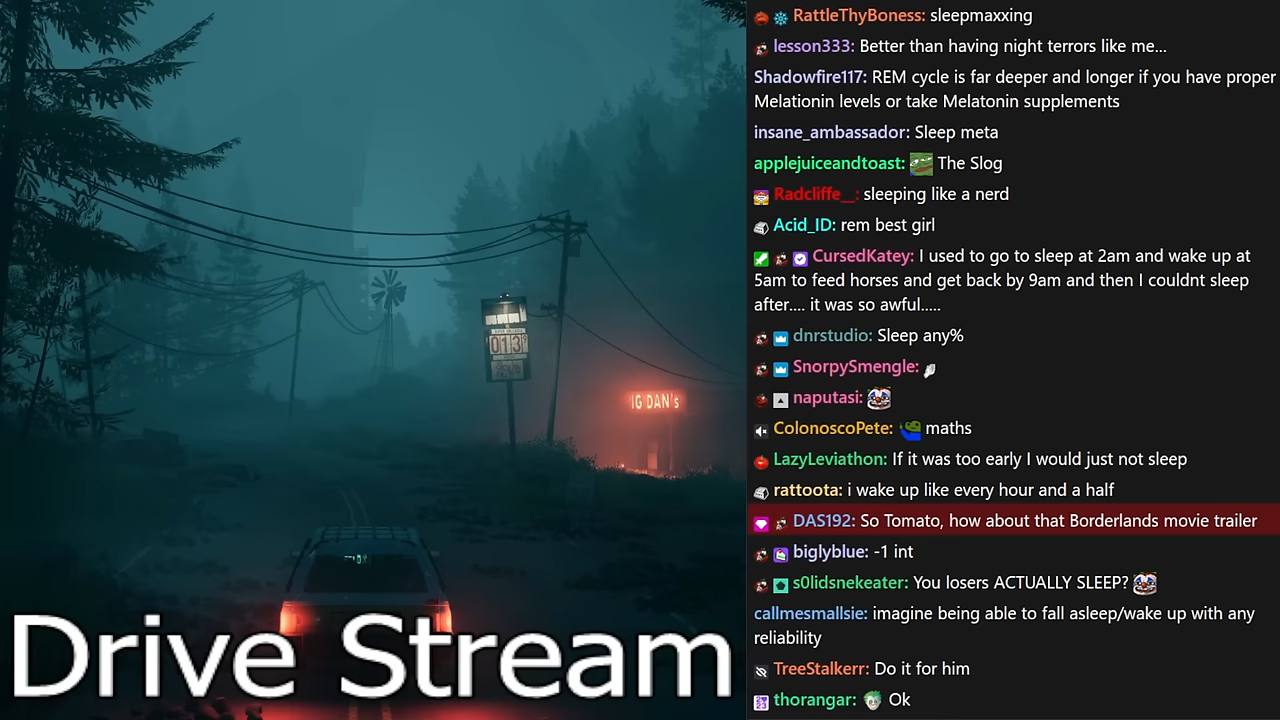 013
IG DAN's
Drive Stream
RattleThyBoness: sleepmaxxing
lesson333: Better than having night terrors like me...
Shadowfire117: REM cycle is far deeper and longer if you have proper
Melationin levels or take Melatonin supplements
insane_ambassador: Sleep meta
applejuiceandtoast: The Slog
Radcliffe__: sleeping like a nerd
Acid_ID: rem best girl
CursedKatey: I used to go to sleep at 2am and wake up at
5am to feed horses and get back by 9am and then I couldnt sleep
after.... it was so awful.....
dnrstudio: Sleep any%
SnorpySmengle:
naputasi:
ColonoscoPete: maths
LazyLeviathon: If it was too early I would just not sleep
rattoota: i wake up like every hour and a half
DAS192: So Tomato, how about that Borderlands movie trailer
biglyblue: -1 int
s0lidsnekeater: You losers ACTUALLY SLEEP?
callmesmallsie: imagine being able to fall asleep/wake up with any
reliability
TreeStalkerr: Do it for him
thorangar: Ok